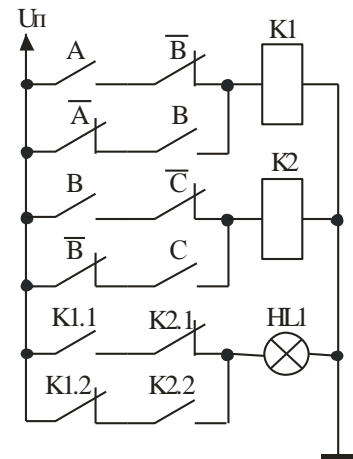 Uп
A B̅ K1
A̅ B
B C̅ K2
B̅ C
K1.1 K2.1 HL1
K1.2 K2.2